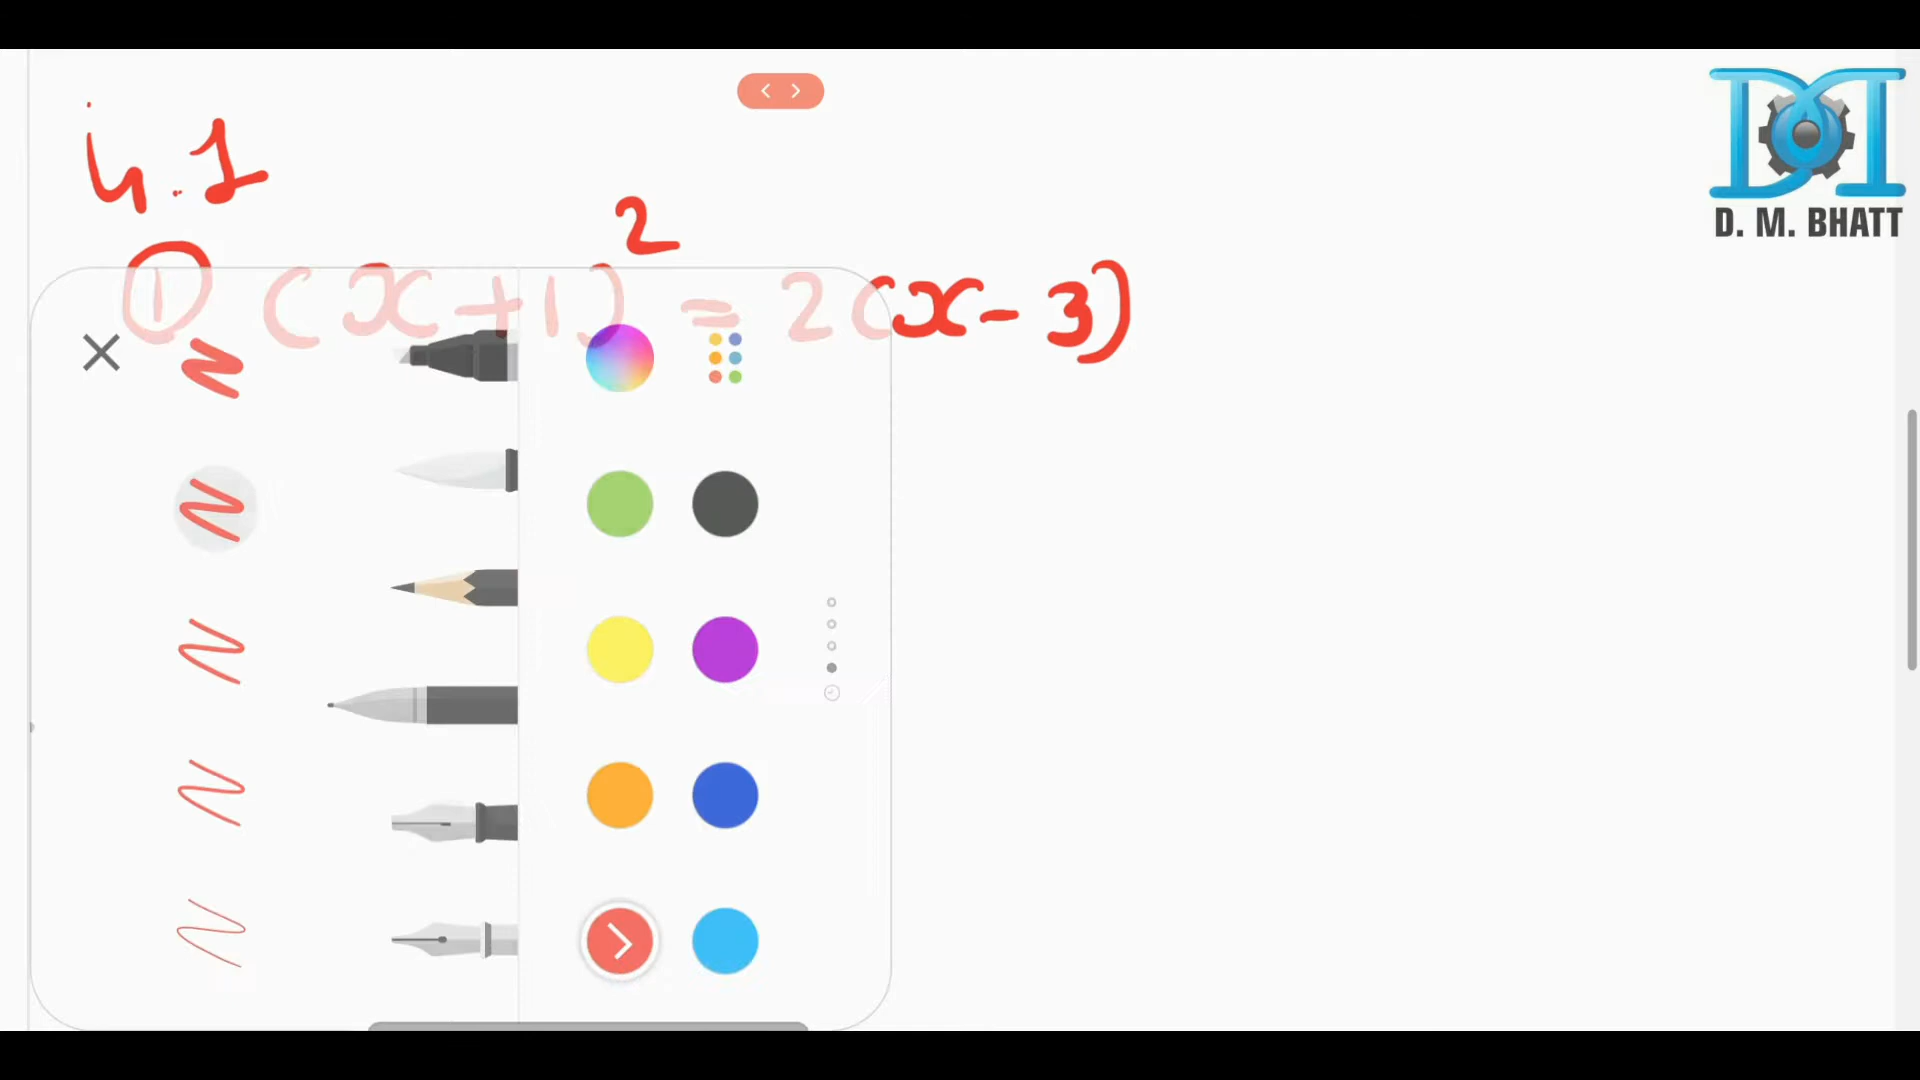 4.1
① (x+1)² = 2(x-3)
D. M. BHATT